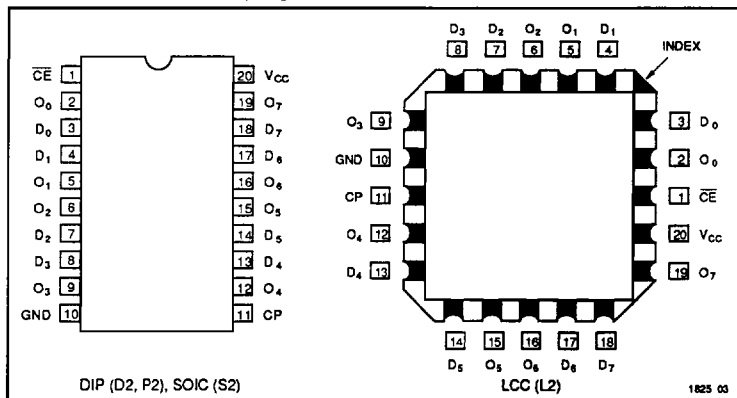 C̅E̅ 1 20 V_CC
O₀ 2 19 O₇
D₀ 3 18 D₇
D₁ 4 17 D₆
O₁ 5 16 O₆
O₂ 6 15 O₅
D₂ 7 14 D₅
D₃ 8 13 D₄
O₃ 9 12 O₄
GND 10 11 CP
DIP (D2, P2), SOIC (S2)
D₃ D₂ O₂ O₁ D₁
8 7 6 5 4
INDEX
O₃ 9 3 D₀
GND 10 2 O₀
CP 11 1 C̅E̅
O₄ 12 20 V_CC
D₄ 13 19 O₇
14 15 16 17 18
D₅ O₅ O₆ D₆ D₇
LCC (L2)
1825 03